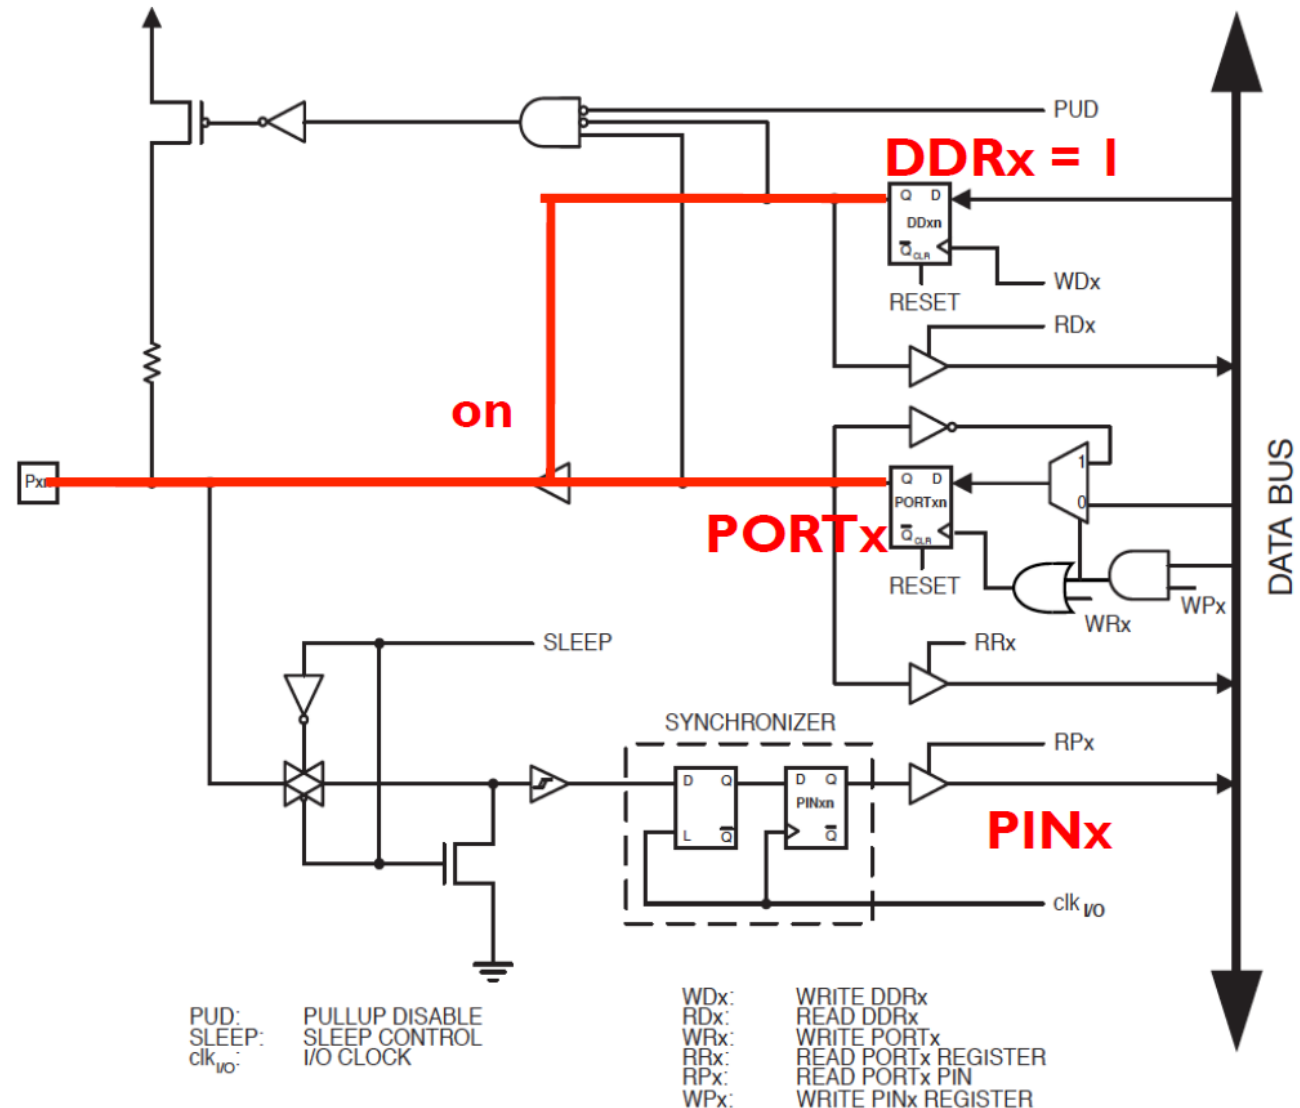 PUD
DDRx = 1
Q D
DDxn
Q CLR
WDx
RESET
RDx
on
1
Pxn
Q D
PORTxn
0
PORTx
Q CLR
RESET
WPx
WRx
DATA BUS
SLEEP
RRx
SYNCHRONIZER
RPx
D Q
D Q
PINxn
L Q
Q
PINx
clk I/O
PUD: PULLUP DISABLE
SLEEP: SLEEP CONTROL
clk I/O: I/O CLOCK
WDx: WRITE DDRx
RDx: READ DDRx
WRx: WRITE PORTx
RRx: READ PORTx REGISTER
RPx: READ PORTx PIN
WPx: WRITE PINx REGISTER